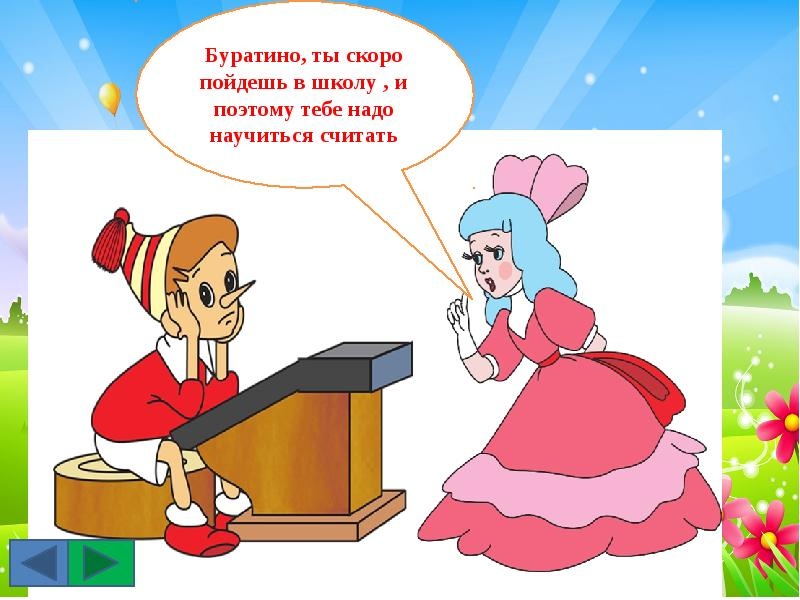 Буратино, ты скоро
пойдешь в школу , и
поэтому тебе надо
научиться считать